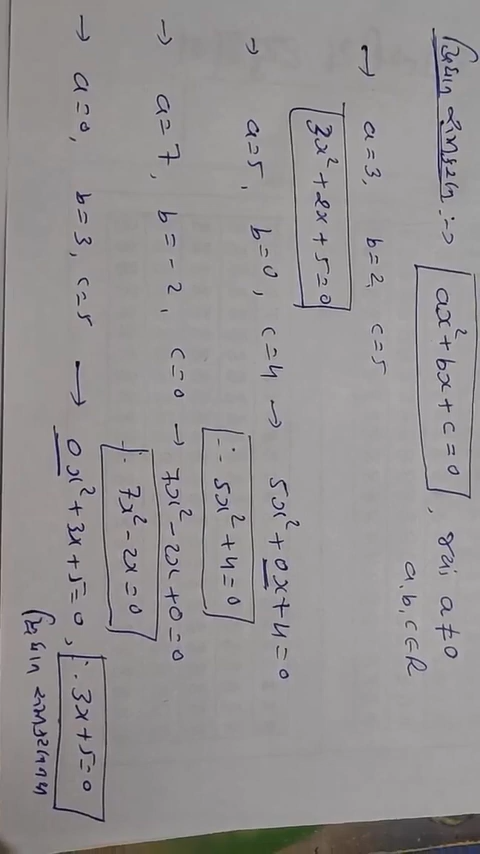 દ્વિઘાત સમીકરણ :→ ax² + bx + c = 0, જ્યાં a ≠ 0
a, b, c ∈ R
→ a = 3, b = 2, c = 5
3x² + 2x + 5 = 0
→ a = 5, b = 0, c = 4 → 5x² + 0x + 4 = 0
∴ 5x² + 4 = 0
→ a = 7, b = - 2, c = 0 → 7x² - 2x + 0 = 0
∴ 7x² - 2x = 0
→ a = 0, b = 3, c = 5 → 0x² + 3x + 5 = 0, ∴ 3x + 5 = 0